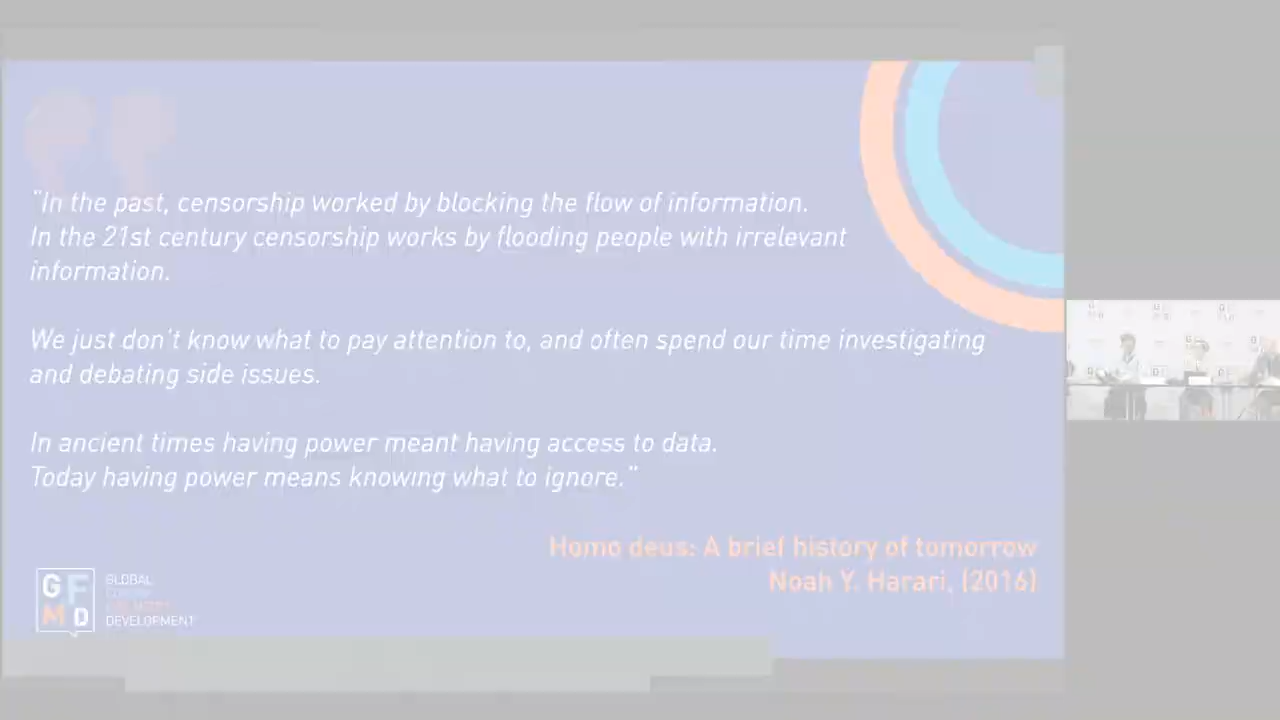 "In the past, censorship worked by blocking the flow of information.
In the 21st century censorship works by flooding people with irrelevant
information.
We just don't know what to pay attention to, and often spend our time investigating
and debating side issues.
In ancient times having power meant having access to data.
Today having power means knowing what to ignore."
Homo deus: A brief history of tomorrow
Noah Y. Harari, (2016)
GF
MD
GLOBAL
DEVELOPMENT